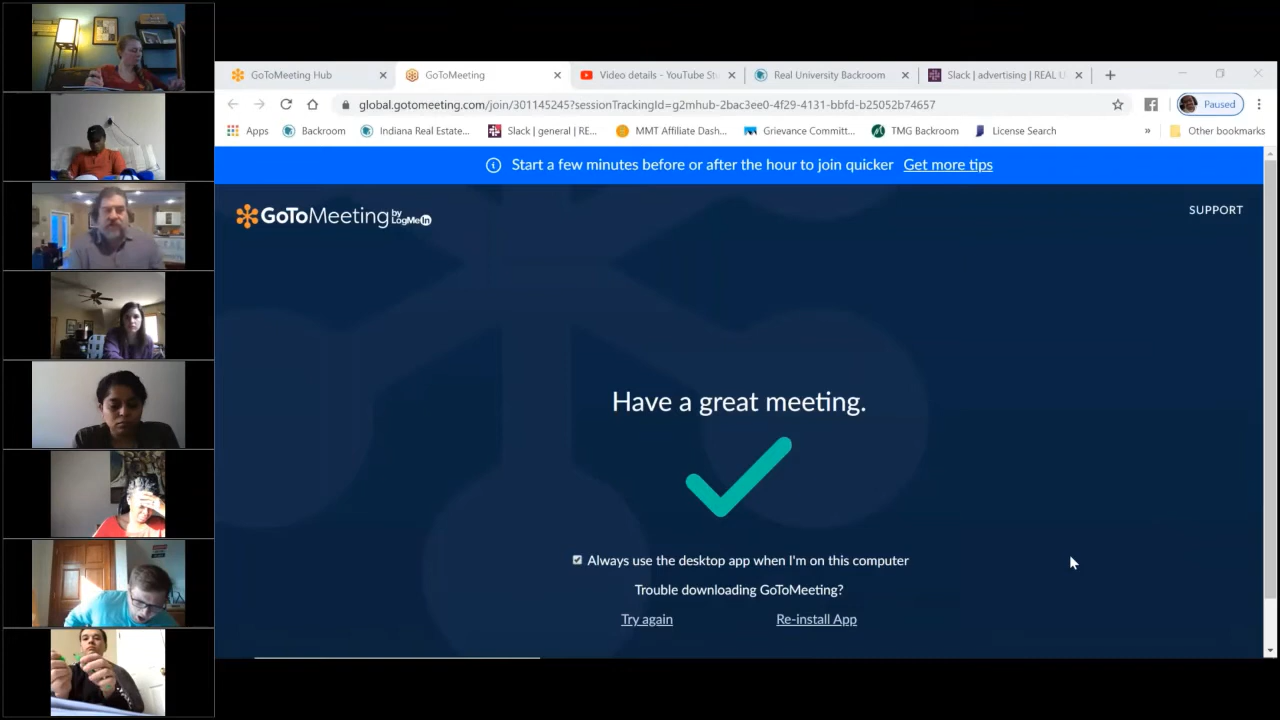 GoToMeeting Hub
GoToMeeting
Video details - YouTube St
Real University Backroom
Slack | advertising | REAL U
global.gotomeeting.com/join/301145245?sessionTrackingId=g2mhub-2bac3ee0-4f29-4131-bbfd-b25052b74657
Paused
Apps
Backroom
Indiana Real Estate...
Slack | general | RE...
MMT Affiliate Dash...
Grievance Committ...
TMG Backroom
License Search
»
Other bookmarks
Start a few minutes before or after the hour to join quicker Get more tips
GoToMeeting by LogMeIn
SUPPORT
Have a great meeting.
Always use the desktop app when I'm on this computer
Trouble downloading GoToMeeting?
Try again
Re-install App